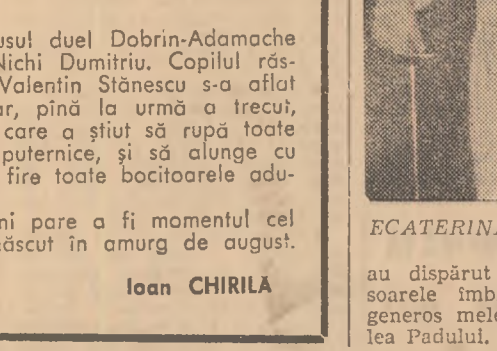 usul duel Dobrin-Adamache
Nichi Dumitriu. Copilul răs-
Valentin Stănescu s-a aflat
ar, pînă la urmă a trecut,
care a știut să rupă toate
puternice, și să alunge cu
fire toate bocitoarele adu-
ni pare a fi momentul cel
născut în amurg de august.
Ioan CHIRILĂ
ECATERINA
au dispărut
soarele îmb
generos mele
lea Padului.